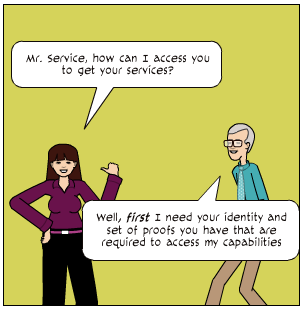 Mr. Service, how can I access you
to get your services?
Well, first I need your identity and
set of proofs you have that are
required to access my capabilities